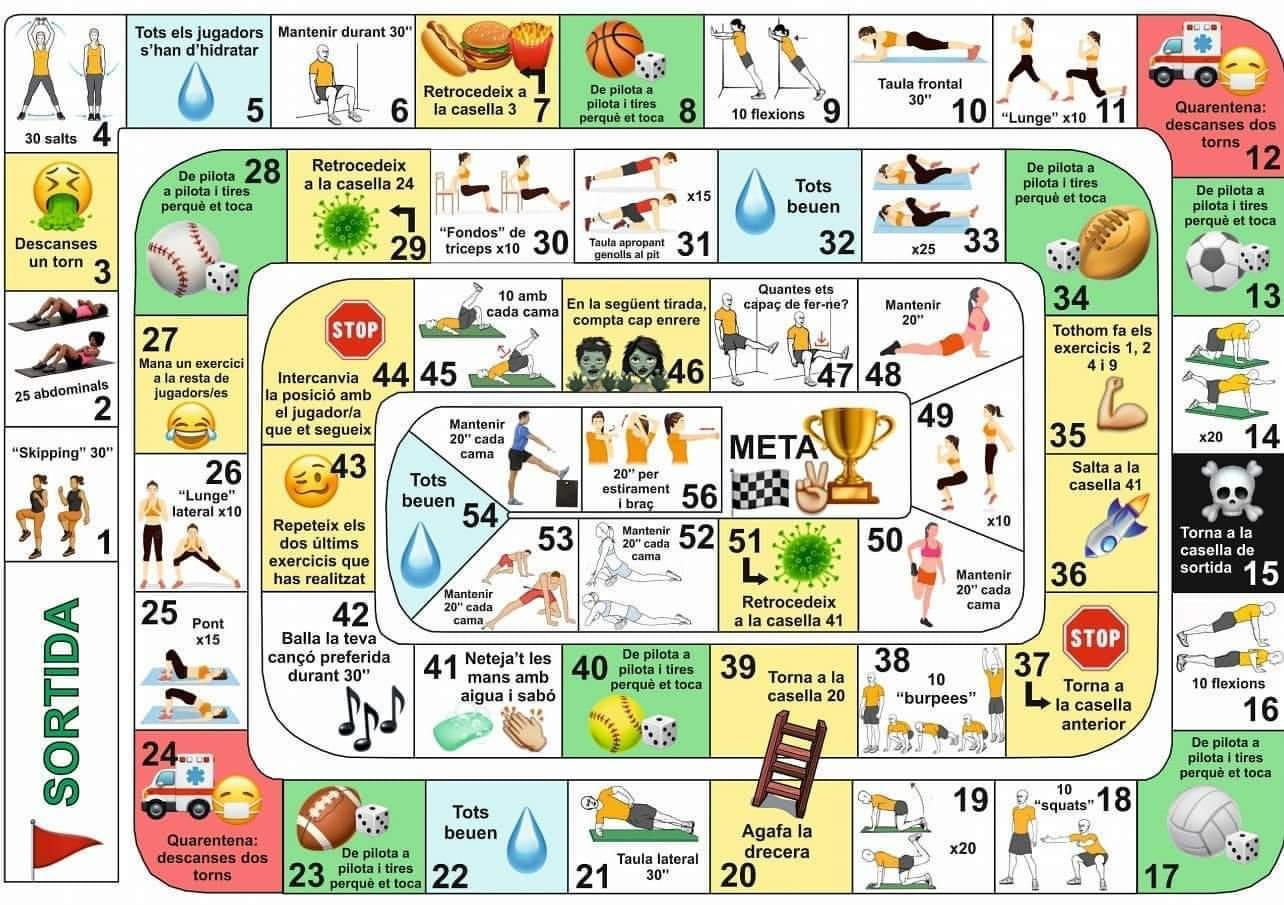 SORTIDA
"Skipping" 30"
1
25 abdominals
2
Descanses
un torn
3
30 salts
4
Tots els jugadors
s'han d'hidratar
5
Mantenir durant 30"
6
Retrocedeix a
la casella 3
7
De pilota a
pilota i tires
perquè et toca
8
10 flexions
9
Taula frontal
30"
10
"Lunge" x10
11
Quarentena:
descanses dos
torns
12
De pilota a
pilota i tires
perquè et toca
13
x20
14
Torna a la
casella de
sortida
15
10 flexions
16
De pilota a
pilota i tires
perquè et toca
17
10
"squats"
18
19
x20
Agafa la
drecera
20
Taula lateral
30"
21
Tots
beuen
22
De pilota a
pilota i tires
perquè et toca
23
24
Quarentena:
descanses dos
torns
25
Pont
x15
26
"Lunge"
lateral x10
27
Mana un exercici
a la resta de
jugadors/es
28
De pilota
a pilota i tires
perquè et toca
Retrocedeix
a la casella 24
29
"Fondos" de
triceps x10
30
x15
Taula apropant
genolls al pit
31
Tots
beuen
32
x25
33
De pilota a
pilota i tires
perquè et toca
34
Tothom fa els
exercicis 1, 2
4 i 9
35
Salta a la
casella 41
36
STOP
37
Torna a
la casella
anterior
38
10
"burpees"
39
Torna a la
casella 20
40
De pilota a
pilota i tires
perquè et toca
41
Neteja't les
mans amb
aigua i sabó
42
Balla la teva
cançó preferida
durant 30"
43
Repeteix els
dos últims
exercicis que
has realitzat
STOP
44
Intercanvia
la posició amb
el jugador/a
que et segueix
10 amb
cada cama
45
En la següent tirada,
compta cap enrere
46
Quantes ets
capaç de fer-ne?
47
Mantenir
20"
48
49
x10
50
Mantenir
20" cada
cama
51
Retrocedeix
a la casella 41
52
Mantenir
20" cada
cama
53
Mantenir
20" cada
cama
Tots
beuen
54
Mantenir
20" cada
cama
20" per
estirament
i braç
56
META